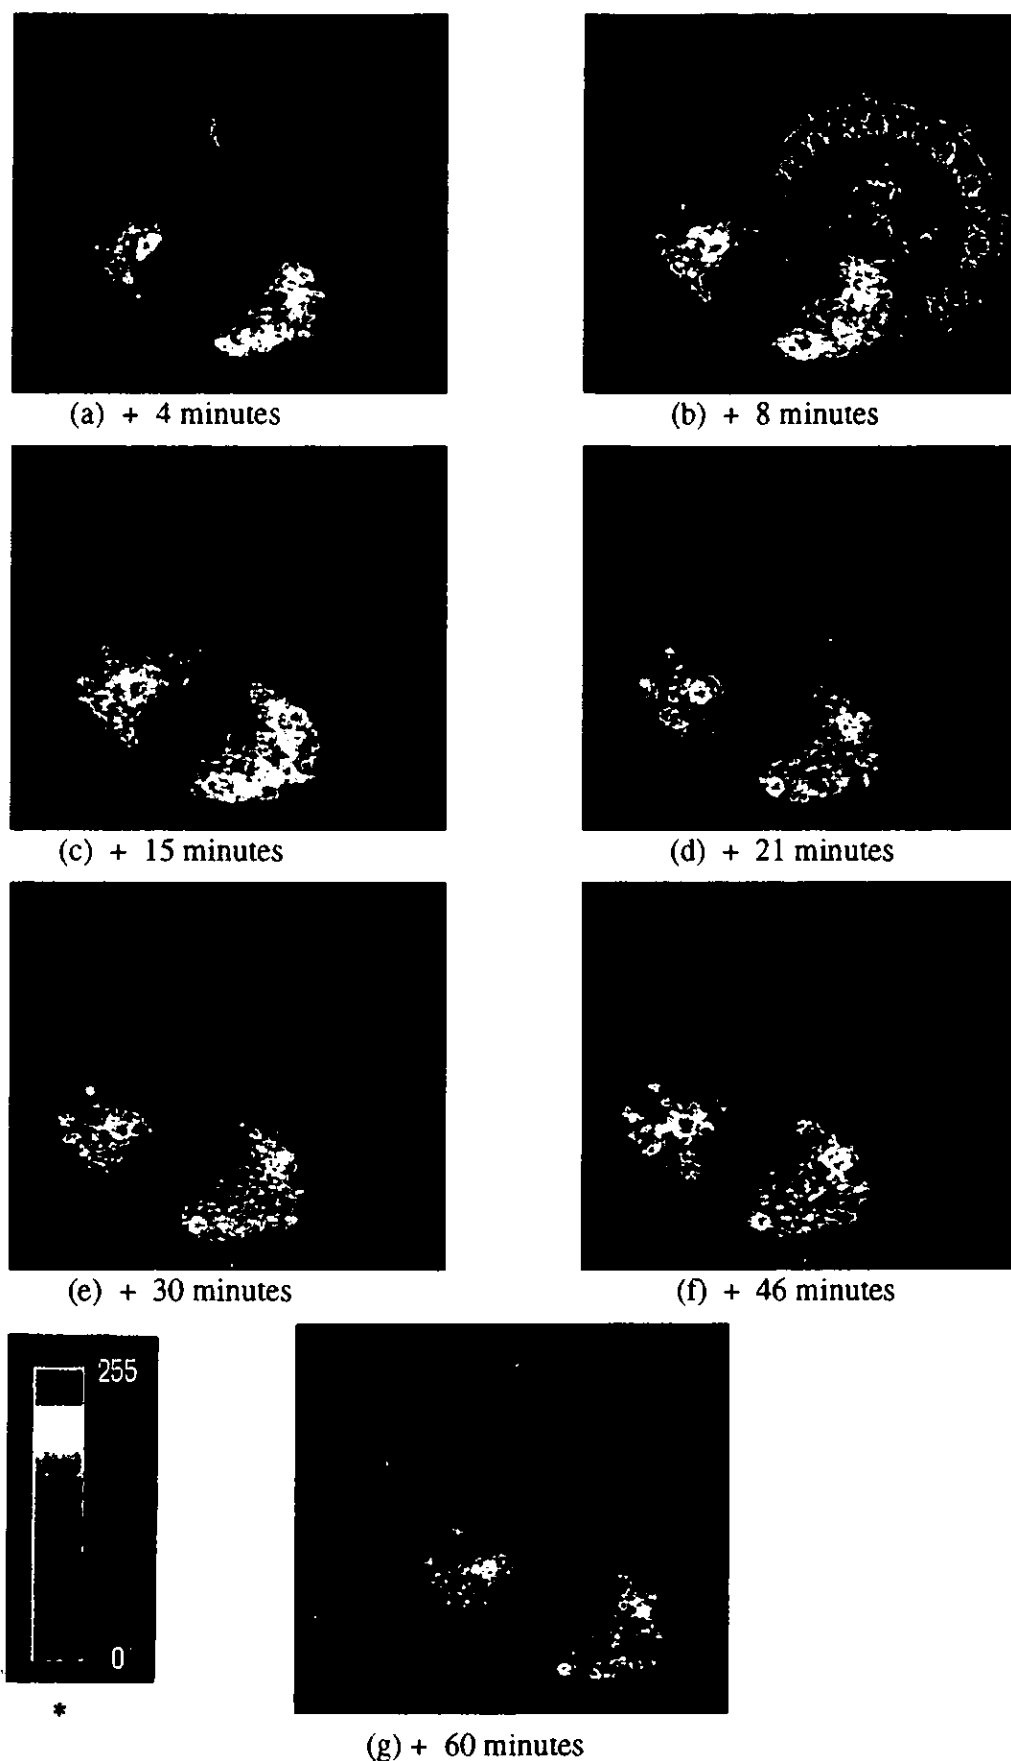 (a) + 4 minutes
(b) + 8 minutes
(c) + 15 minutes
(d) + 21 minutes
(e) + 30 minutes
(f) + 46 minutes
255
0
*
(g) + 60 minutes